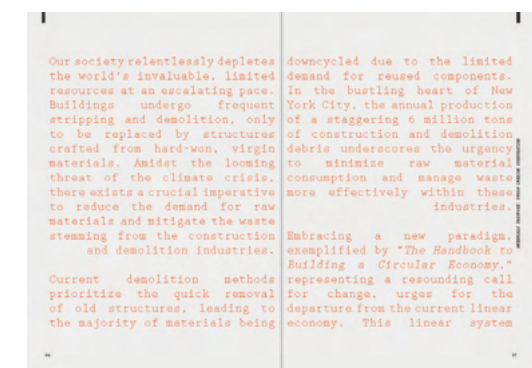 Our society relentlessly depletes
the world's invaluable, limited
resources at an escalating pace.
Buildings undergo frequent
stripping and demolition, only
to be replaced by structures
crafted from hard-won, virgin
materials. Amidst the looming
threat of the climate crisis,
there exists a crucial imperative
to reduce the demand for raw
materials and mitigate the waste
stemming from the construction
and demolition industries.
Current demolition methods
prioritize the quick removal
of old structures, leading to
the majority of materials being
downcycled due to the limited
demand for reused components.
In the bustling heart of New
York City, the annual production
of a staggering 6 million tons
of construction and demolition
debris underscores the urgency
to minimize raw material
consumption and manage waste
more effectively within these
industries.
Embracing a new paradigm,
exemplified by "The Handbook to
Building a Circular Economy,"
representing a resounding call
for change, urges for the
departure from the current linear
economy. This linear system